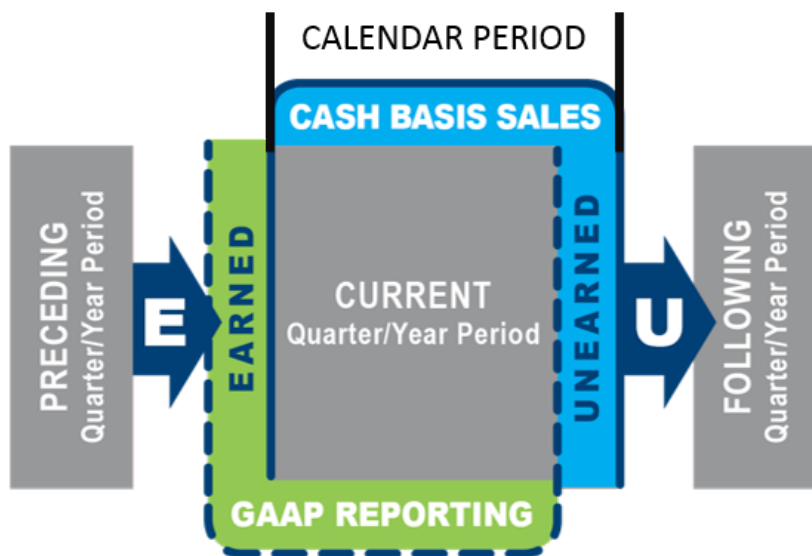 CALENDAR PERIOD
CASH BASIS SALES
PRECEDING
Quarter/Year Period
E
EARNED
CURRENT
Quarter/Year Period
UNEARNED
U
FOLLOWING
Quarter/Year Period
GAAP REPORTING